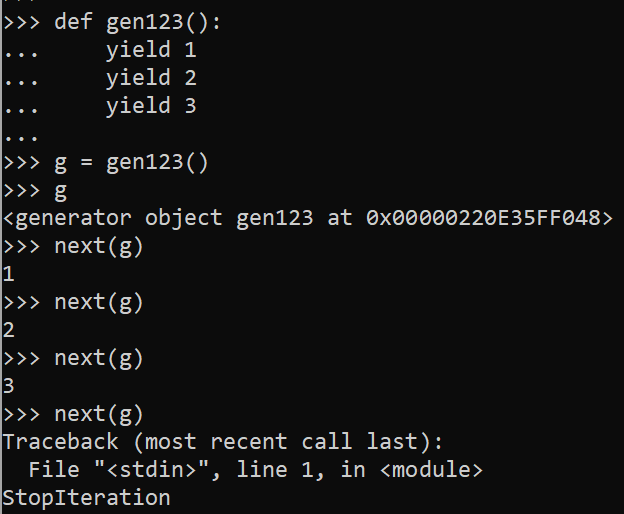 >>> def gen123():
...     yield 1
...     yield 2
...     yield 3
...
>>> g = gen123()
>>> g
<generator object gen123 at 0x00000220E35FF048>
>>> next(g)
1
>>> next(g)
2
>>> next(g)
3
>>> next(g)
Traceback (most recent call last):
  File "<stdin>", line 1, in <module>
StopIteration